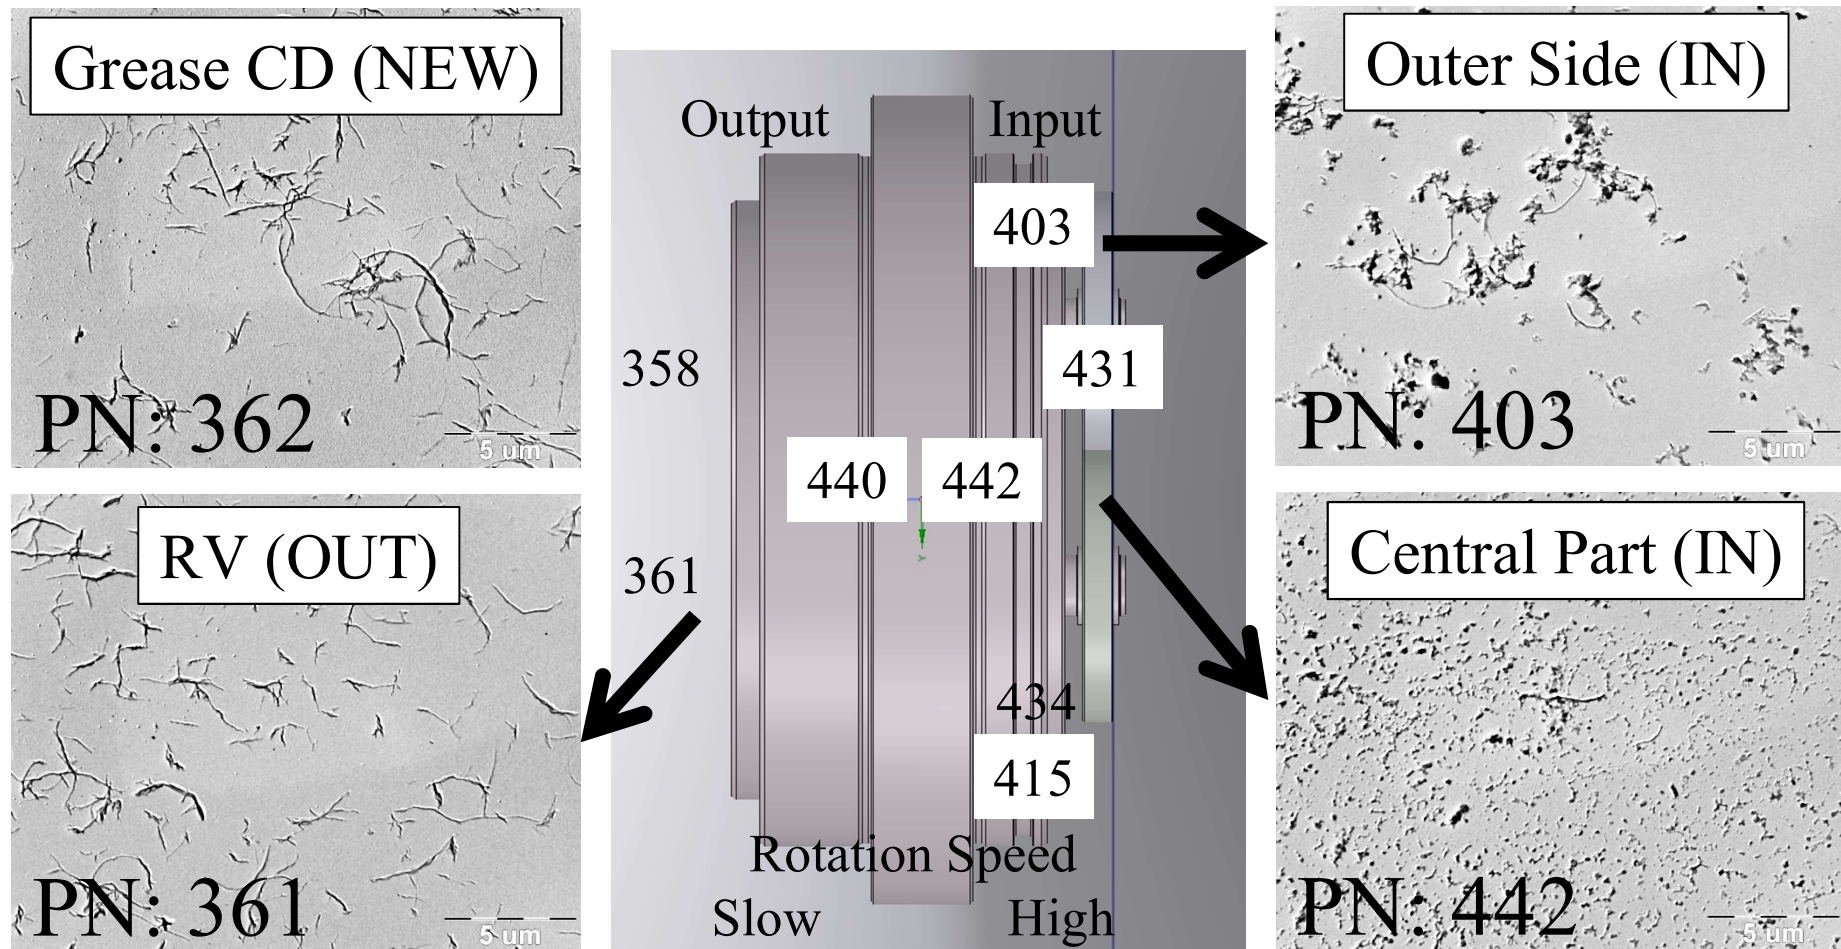 Grease CD (NEW)
PN: 362
5 um
RV (OUT)
PN: 361
5 um
Output
Input
403
358
431
440
442
361
434
415
Rotation Speed
Slow
High
Y
Outer Side (IN)
PN: 403
5 um
Central Part (IN)
PN: 442
5 um